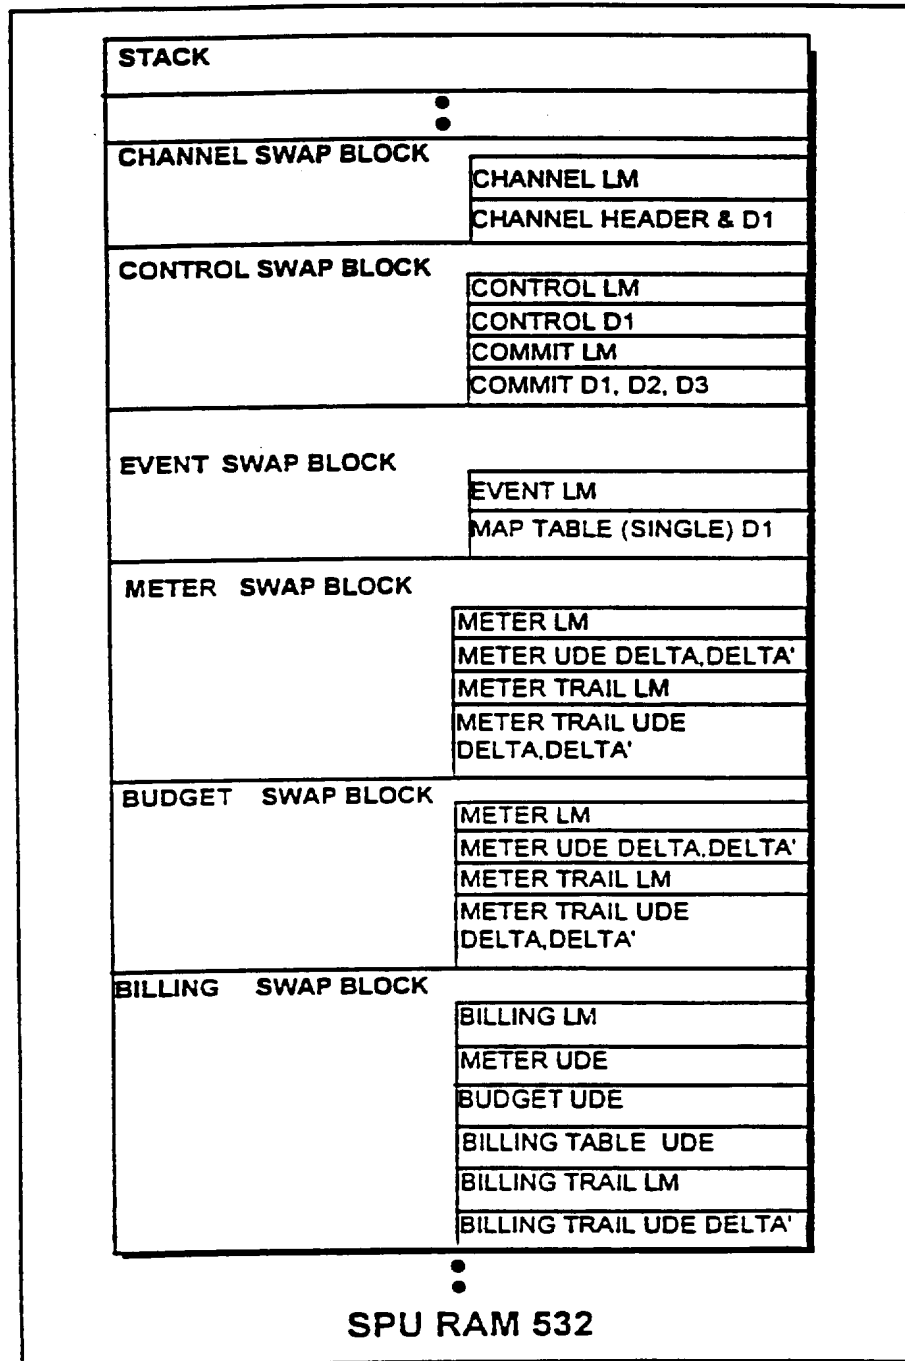 STACK
CHANNEL SWAP BLOCK
CHANNEL LM
CHANNEL HEADER & D1
CONTROL SWAP BLOCK
CONTROL LM
CONTROL D1
COMMIT LM
COMMIT D1, D2, D3
EVENT SWAP BLOCK
EVENT LM
MAP TABLE (SINGLE) D1
METER SWAP BLOCK
METER LM
METER UDE DELTA,DELTA'
METER TRAIL LM
METER TRAIL UDE
DELTA,DELTA'
BUDGET SWAP BLOCK
METER LM
METER UDE DELTA,DELTA'
METER TRAIL LM
METER TRAIL UDE
DELTA,DELTA'
BILLING SWAP BLOCK
BILLING LM
METER UDE
BUDGET UDE
BILLING TABLE UDE
BILLING TRAIL LM
BILLING TRAIL UDE DELTA'
SPU RAM 532